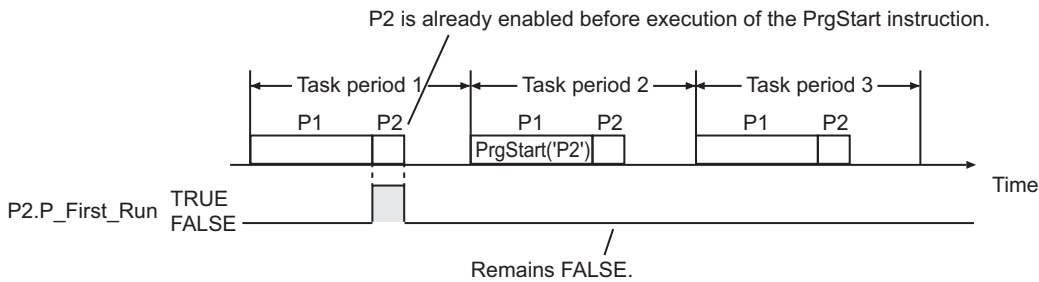 P2 is already enabled before execution of the PrgStart instruction.
Task period 1 Task period 2 Task period 3
P1 P2 P1 P2 P1 P2
PrgStart('P2')
Time
P2.P_First_Run TRUE
FALSE
Remains FALSE.